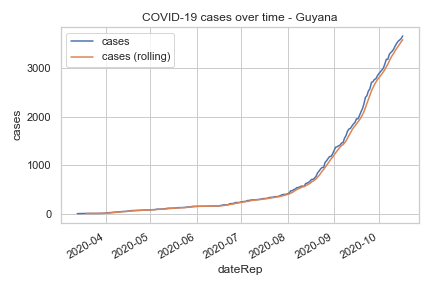 COVID-19 cases over time - Guyana
cases
cases (rolling)
3000
2000
1000
0
cases
2020-04
2020-05
2020-06
2020-07
2020-08
2020-09
2020-10
dateRep